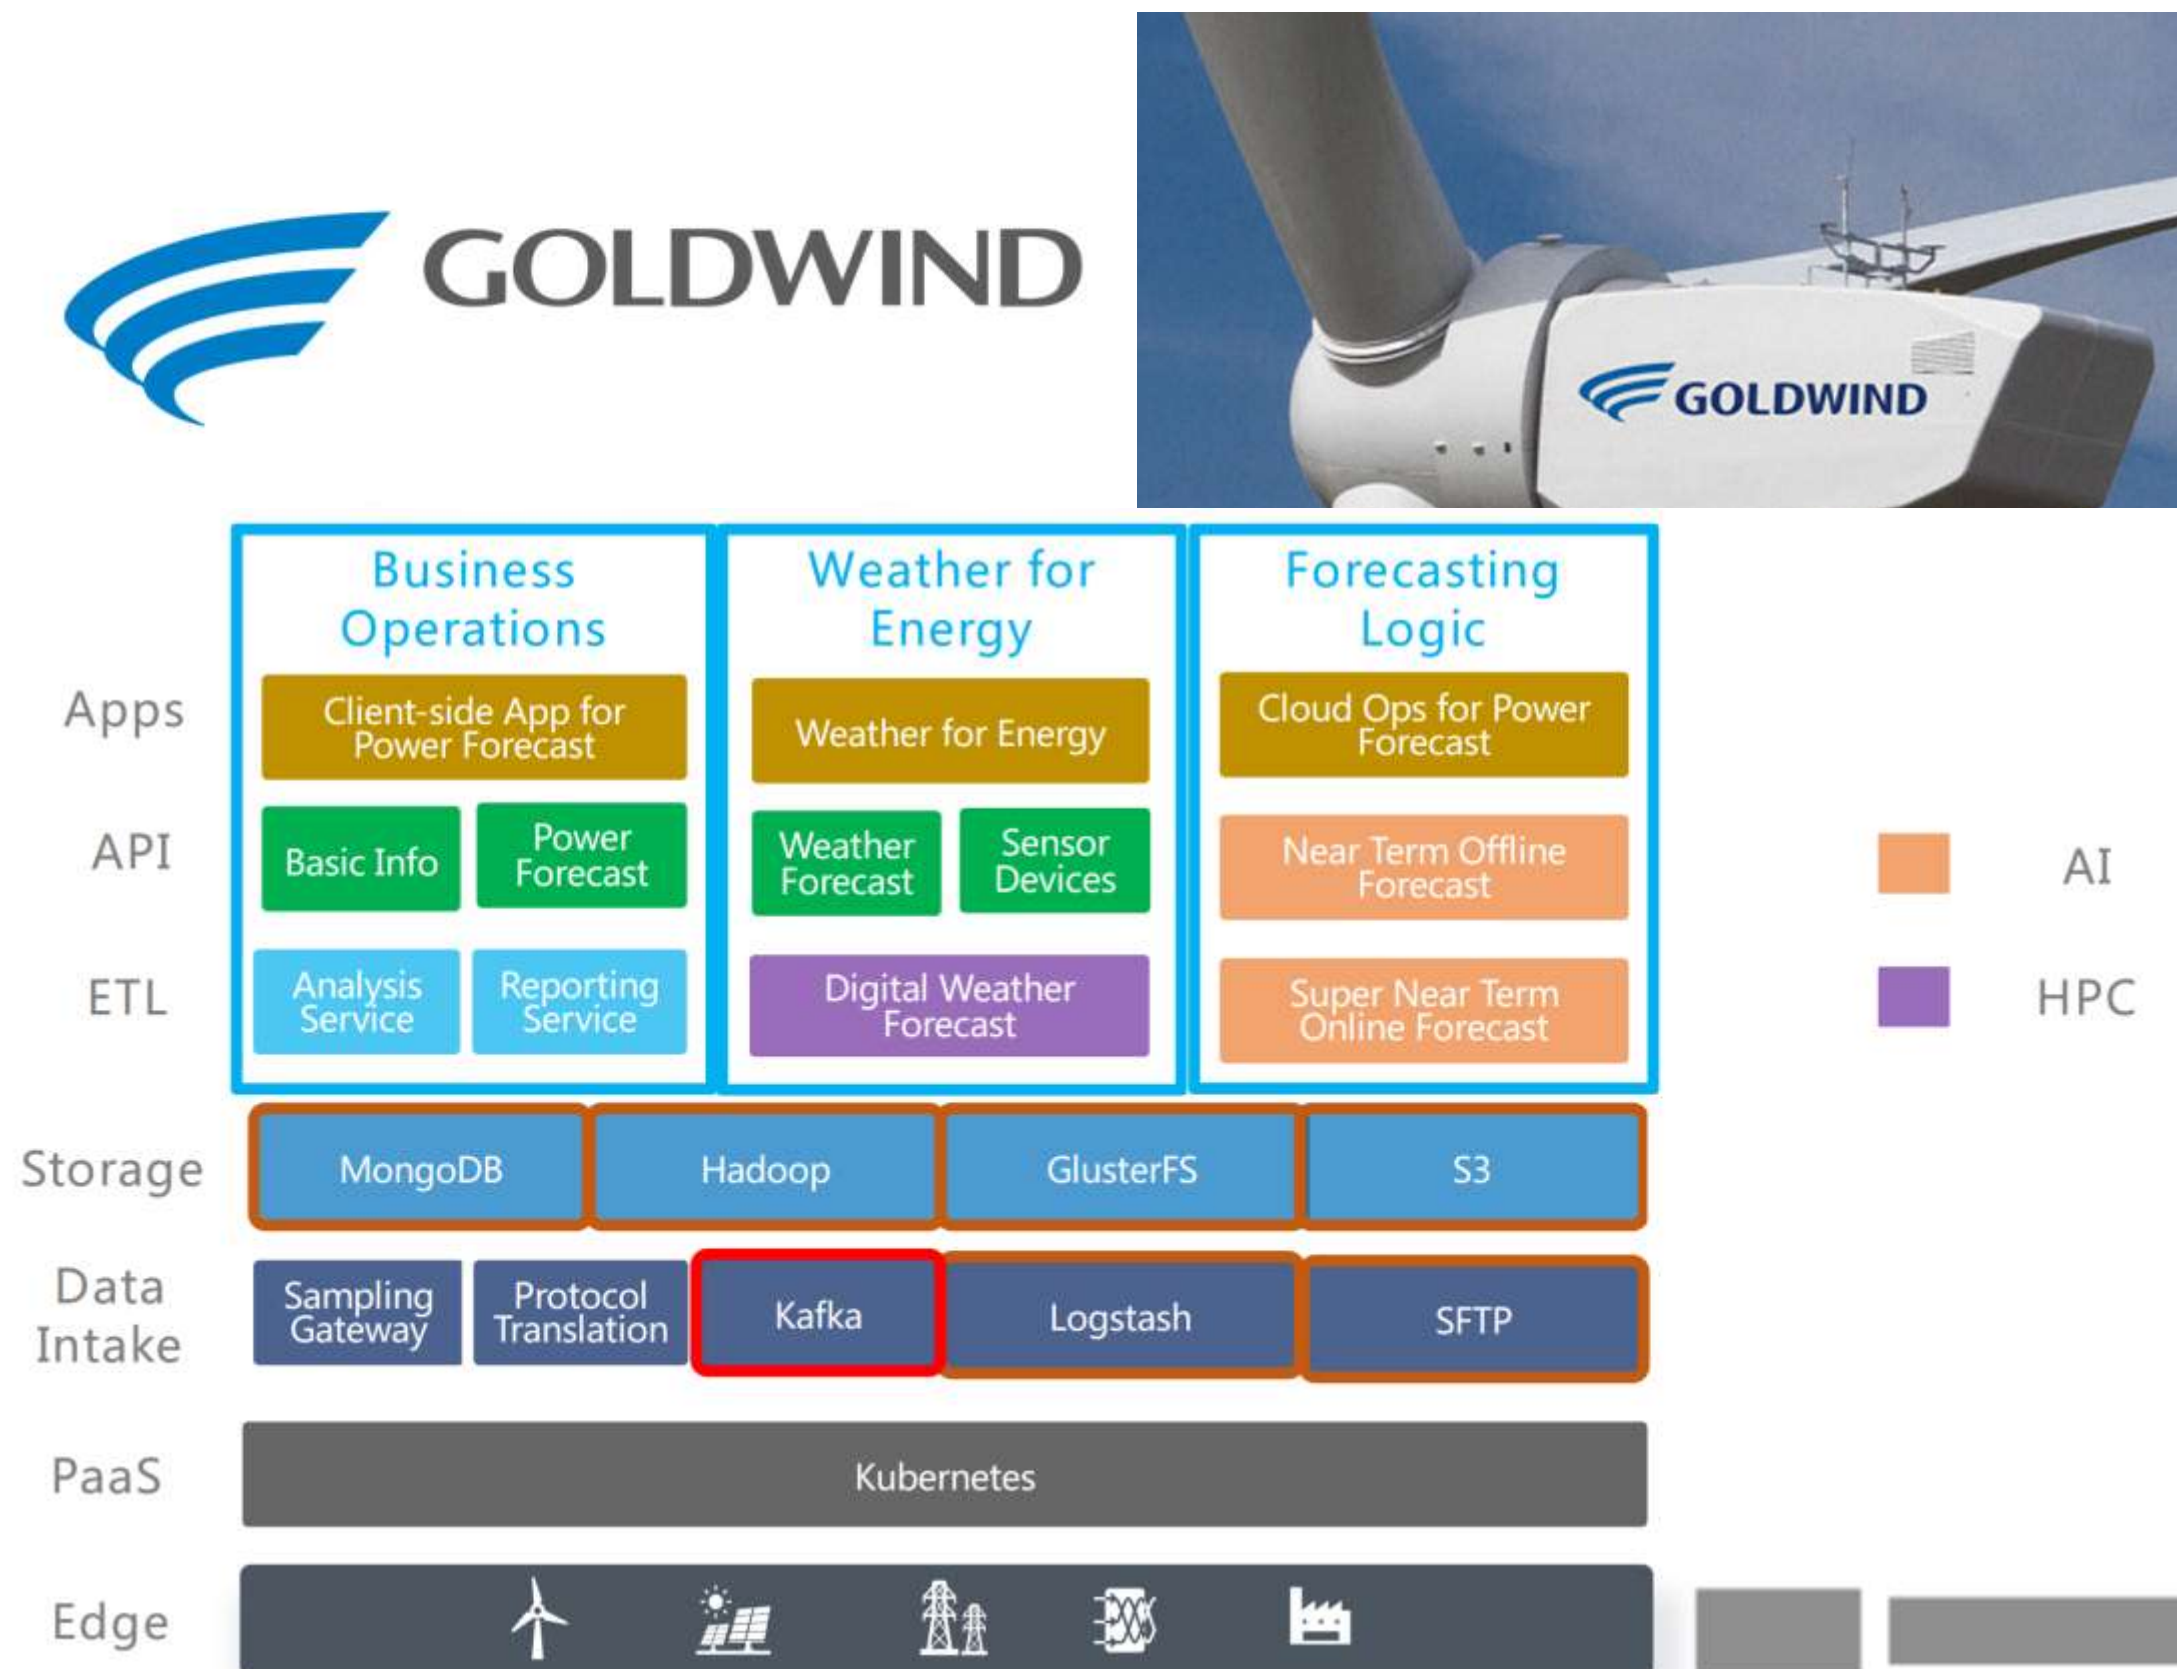 GOLDWIND
GOLDWIND
Business
Operations
Weather for
Energy
Forecasting
Logic
Apps
Client-side App for
Power Forecast
Weather for Energy
Cloud Ops for Power
Forecast
API
Basic Info
Power
Forecast
Weather
Forecast
Sensor
Devices
Near Term Offline
Forecast
AI
ETL
Analysis
Service
Reporting
Service
Digital Weather
Forecast
Super Near Term
Online Forecast
HPC
Storage
MongoDB
Hadoop
GlusterFS
S3
Data
Intake
Sampling
Gateway
Protocol
Translation
Kafka
Logstash
SFTP
PaaS
Kubernetes
Edge